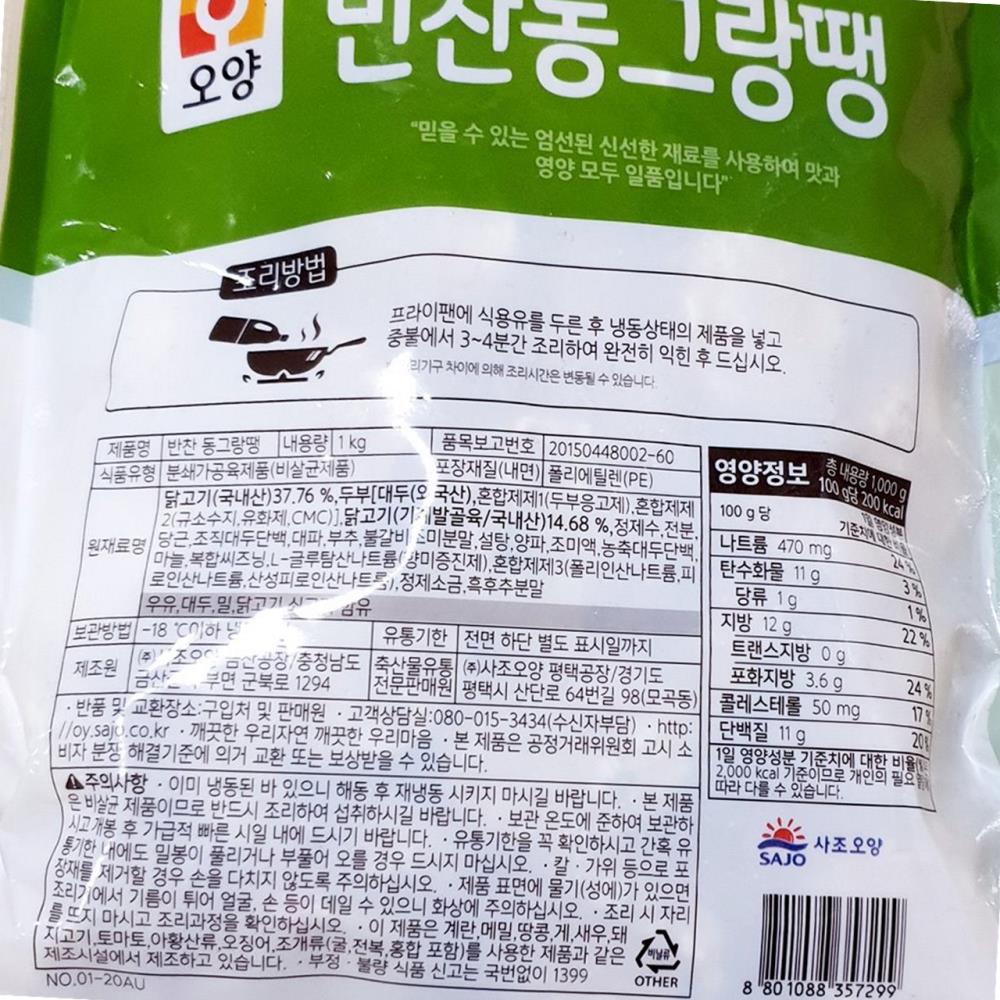 오양
반찬동그랑땡
"믿을 수 있는 엄선된 신선한 재료를 사용하여 맛과
영양 모두 일품입니다"
조리방법
프라이팬에 식용유를 두른 후 냉동상태의 제품을 넣고
중불에서 3~4분간 조리하여 완전히 익힌 후 드십시오.
리기구 차이에 의해 조리시간은 변동될 수 있습니다.
제품명 반찬 동그랑땡 내용량 1 kg 품목보고번호 20150448002-60
식품유형 분쇄가공육제품(비살균제품) 포장재질(내면) 폴리에틸렌(PE)
원재료명
닭고기(국내산)37.76 %,두부[대두(외국산),혼합제제1(두부응고제),혼합제제
2(규소수지,유화제,CMC)],닭고기(기계발골육/국내산)14.68 %,정제수,전분,
당근,조직대두단백,대파,부추,불갈비 미분말,설탕,양파,조미액,농축대두단백,
마늘,복합씨즈닝,L-글루탐산나트륨(향미증진제),혼합제제3(폴리인산나트륨,피
로인산나트륨,산성피로인산나트륨),정제소금,흑후추분말
우유,대두,밀,닭고기,쇠고기 함유
보관방법 -18 ℃이하 유통기한 전면 하단 별도 표시일까지
제조원 ㈜사조오양 금산공장/충청남도
금산군 부면 군북로 1294
축산물유통
전문판매원
㈜사조오양 평택공장/경기도
평택시 산단로 64번길 98(모곡동)
· 반품 및 교환장소:구입처 및 판매원 · 고객상담실:080-015-3434(수신자부담) · http:
//oy.sajo.co.kr · 깨끗한 우리자연 깨끗한 우리마음 · 본 제품은 공정거래위원회 고시 소
비자 분쟁 해결기준에 의거 교환 또는 보상받을 수 있습니다.
주의사항 · 이미 냉동된 바 있으니 해동 후 재냉동 시키지 마시길 바랍니다. · 본 제품
은 비살균 제품이므로 반드시 조리하여 섭취하시길 바랍니다. · 보관 온도에 준하여 보관하
시고 개봉 후 가급적 빠른 시일 내에 드시기 바랍니다. · 유통기한을 꼭 확인하시고 간혹 유
통기한 내에도 밀봉이 풀리거나 부풀어 오를 경우 드시지 마십시오. · 칼·가위 등으로 포
장재를 제거할 경우 손을 다치지 않도록 주의하십시오. · 제품 표면에 물기(성에)가 있으면
조리기에서 기름이 튀어 얼굴, 손 등이 데일 수 있으니 화상에 주의하십시오. · 조리 시 자리
를 뜨지 마시고 조리과정을 확인하십시오. · 이 제품은 계란,메밀,땅콩,게,새우,돼
지고기,토마토,아황산류,오징어,조개류(굴,전복,홍합 포함)를 사용한 제품과 같은
제조시설에서 제조하고 있습니다. · 부정·불량 식품 신고는 국번없이 1399
NO.01-20AU
비닐류
OTHER
영양정보 총 내용량 1,000 g
100 g당 200 kcal
100 g 당 1일 영양성분
기준치에 대한 비율
나트륨 470 mg 24 %
탄수화물 11 g 3 %
당류 1 g 1 %
지방 12 g 22 %
트랜스지방 0 g
포화지방 3.6 g 24 %
콜레스테롤 50 mg 17 %
단백질 11 g 20 %
1일 영양성분 기준치에 대한 비율(%)은
2,000 kcal 기준이므로 개인의 필요
따라 다를 수 있습니다.
SAJO 사조오양
8 801088 357299